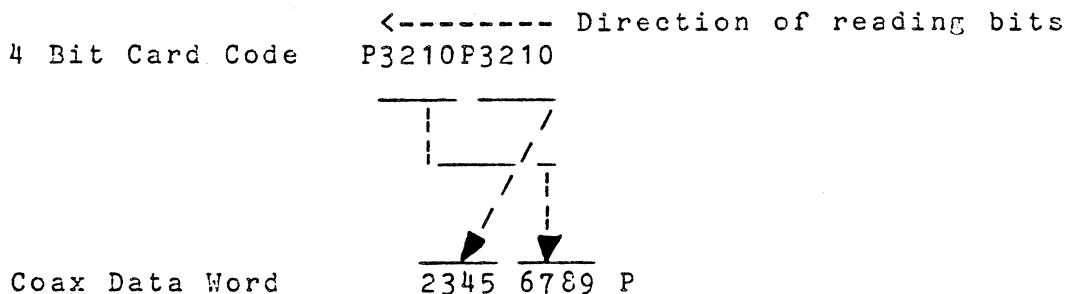 <-------- Direction of reading bits
4 Bit Card Code P3210P3210
Coax Data Word 2345 6789 P